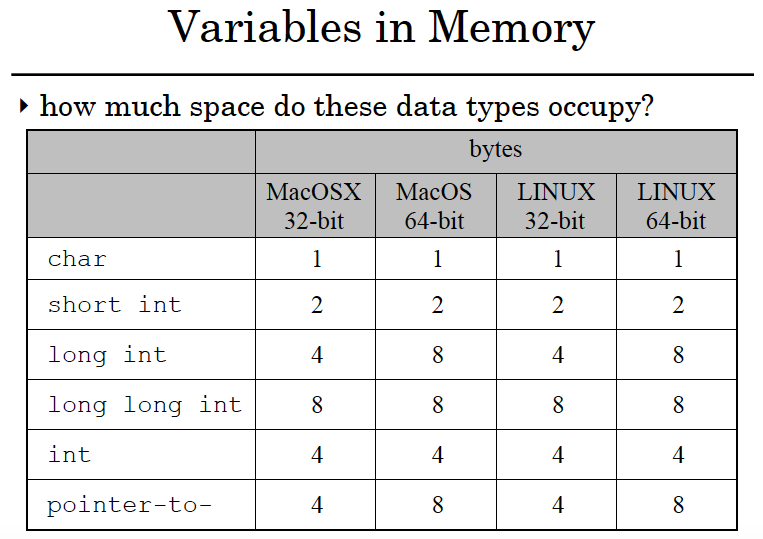 Variables in Memory
how much space do these data types occupy?
bytes
MacOSX MacOS LINUX LINUX
32-bit 64-bit 32-bit 64-bit
char 1 1 1 1
short int 2 2 2 2
long int 4 8 4 8
long long int 8 8 8 8
int 4 4 4 4
pointer-to- 4 8 4 8